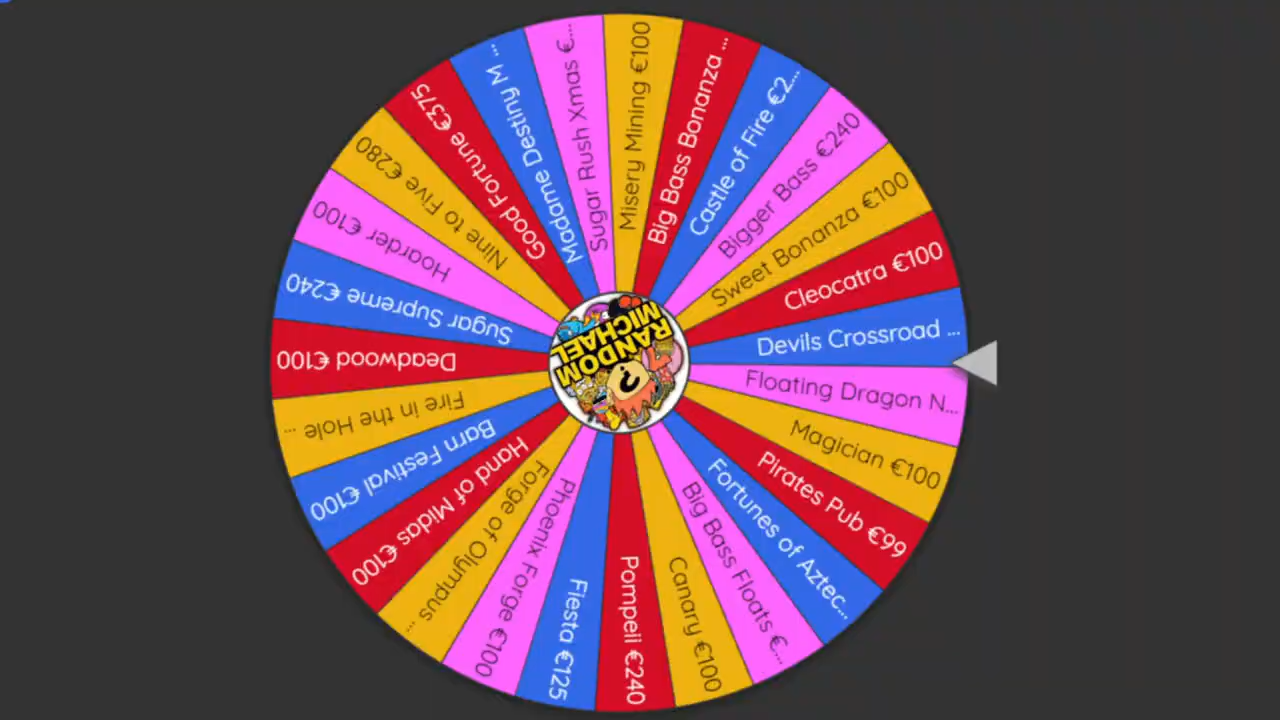 Misery Mining €100
Big Bass Bonanza ...
Castle of Fire €2...
Bigger Bass €240
Sweet Bonanza €100
Cleocatra €100
Devils Crossroad ...
Floating Dragon N...
Magician €100
Pirates Pub €99
Fortunes of Aztec...
Big Bass Floats €...
Canary €100
Pompeii €240
Fiesta €125
Phoenix Forge €100
Forge of Olympus ...
Hand of Midas €100
Barn Festival €100
Fire in the Hole ...
Deadwood €100
Sugar Supreme €240
Hoarder €100
Nine to Five €280
Good Fortune €375
Madame Destiny M ...
Sugar Rush Xmas €...
RANDOM
MICHAEL